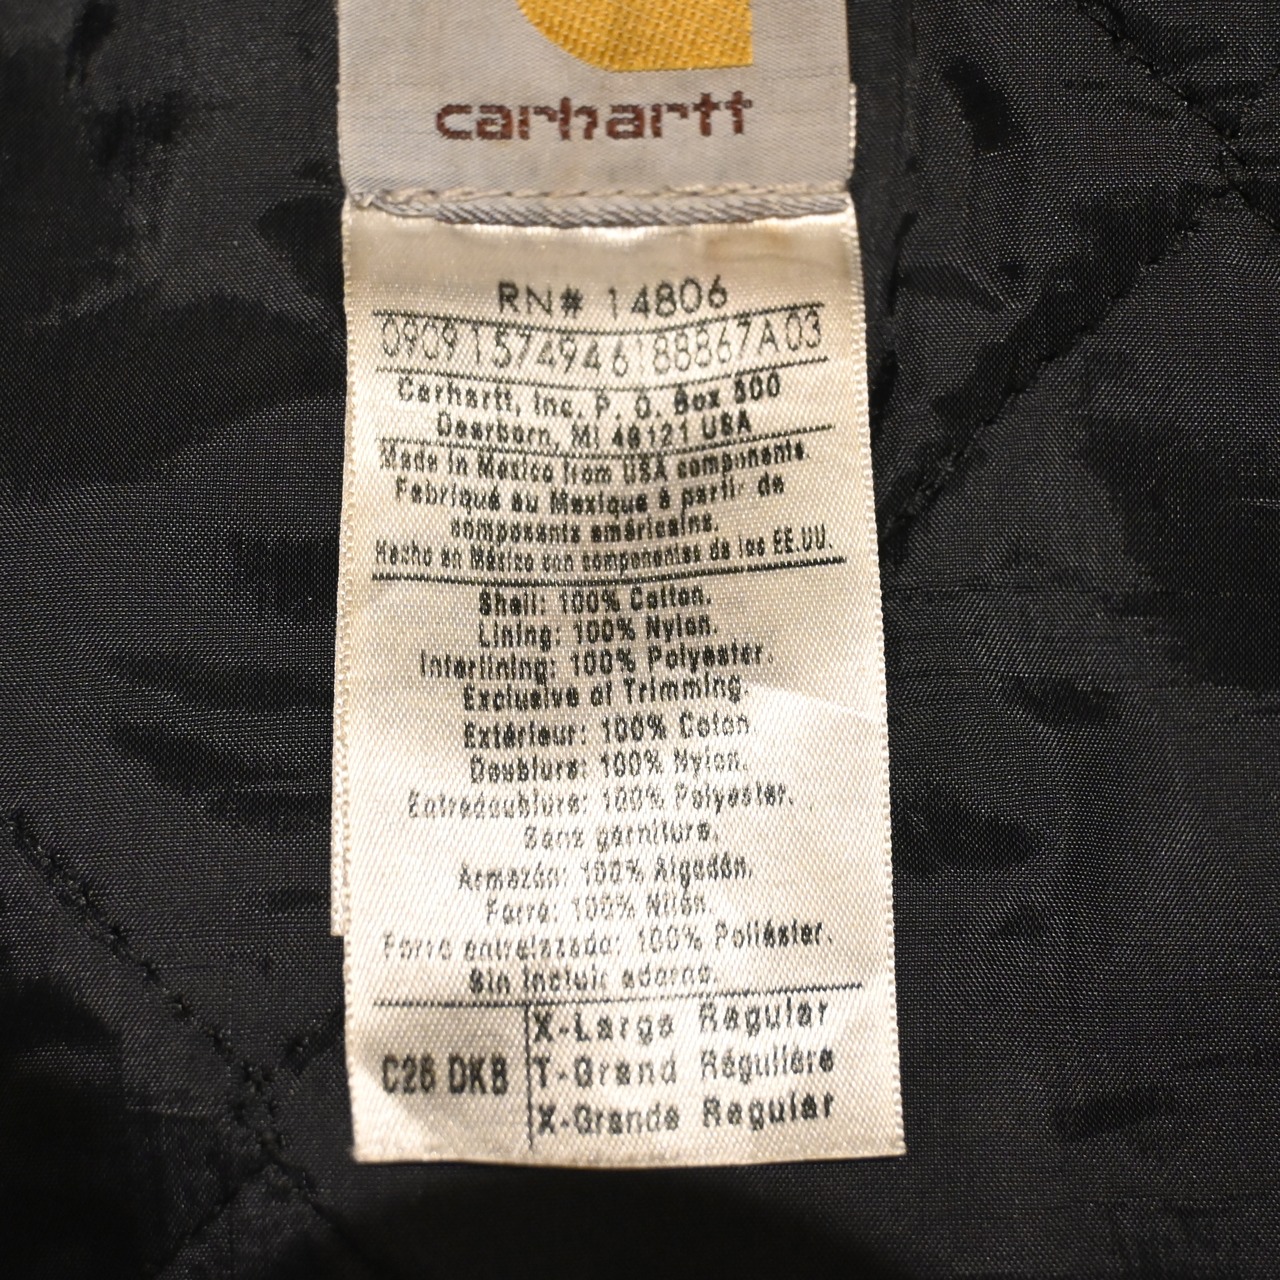 carhartt
RN# 14806
09091574946188867A03
Carhartt, Inc. P. O. Box 500
Dearborn, MI 48121 USA
Made in Mexico from USA components.
Fabriqué au Mexique à partir de
composants américains.
Hecho en México con componentes de los EE.UU.
Shell: 100% Cotton.
Lining: 100% Nylon.
Interlining: 100% Polyester.
Exclusive of Trimming.
Extérieur: 100% Coton
Doublure: 100% Nylon.
Entredoublure: 100% Polyester.
Sans garniture.
Armazón: 100% Algodón.
Forro: 100% Nilón.
Forro entrelazado: 100% Poliéster.
Sin incluir adorno.
C26 DKB
X-Large Regular
T-Grand Régulière
X-Grande Regular